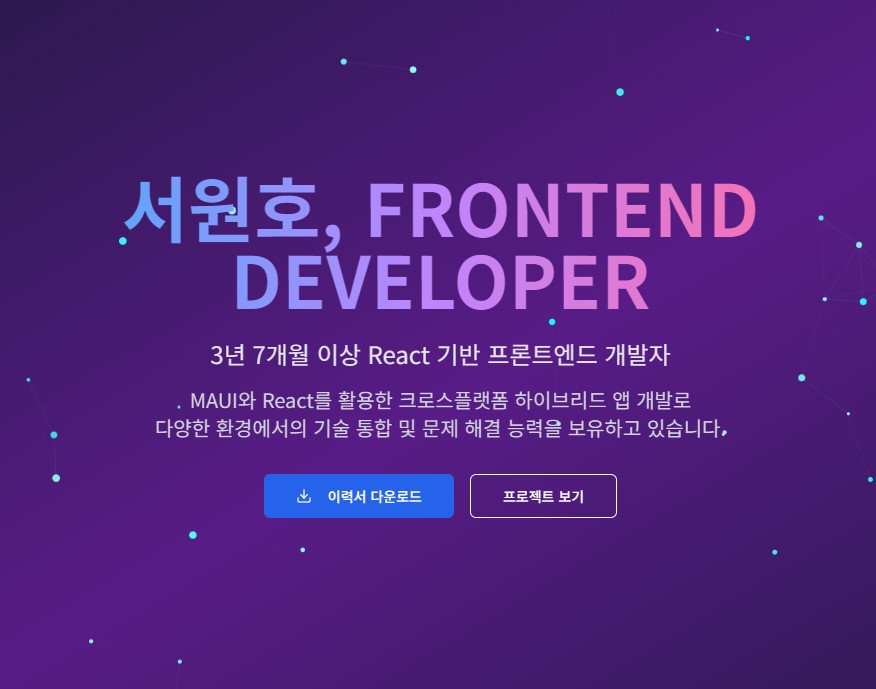 서원호, FRONTEND
DEVELOPER
3년 7개월 이상 React 기반 프론트엔드 개발자
MAUI와 React를 활용한 크로스플랫폼 하이브리드 앱 개발로
다양한 환경에서의 기술 통합 및 문제 해결 능력을 보유하고 있습니다.
이력서 다운로드
프로젝트 보기